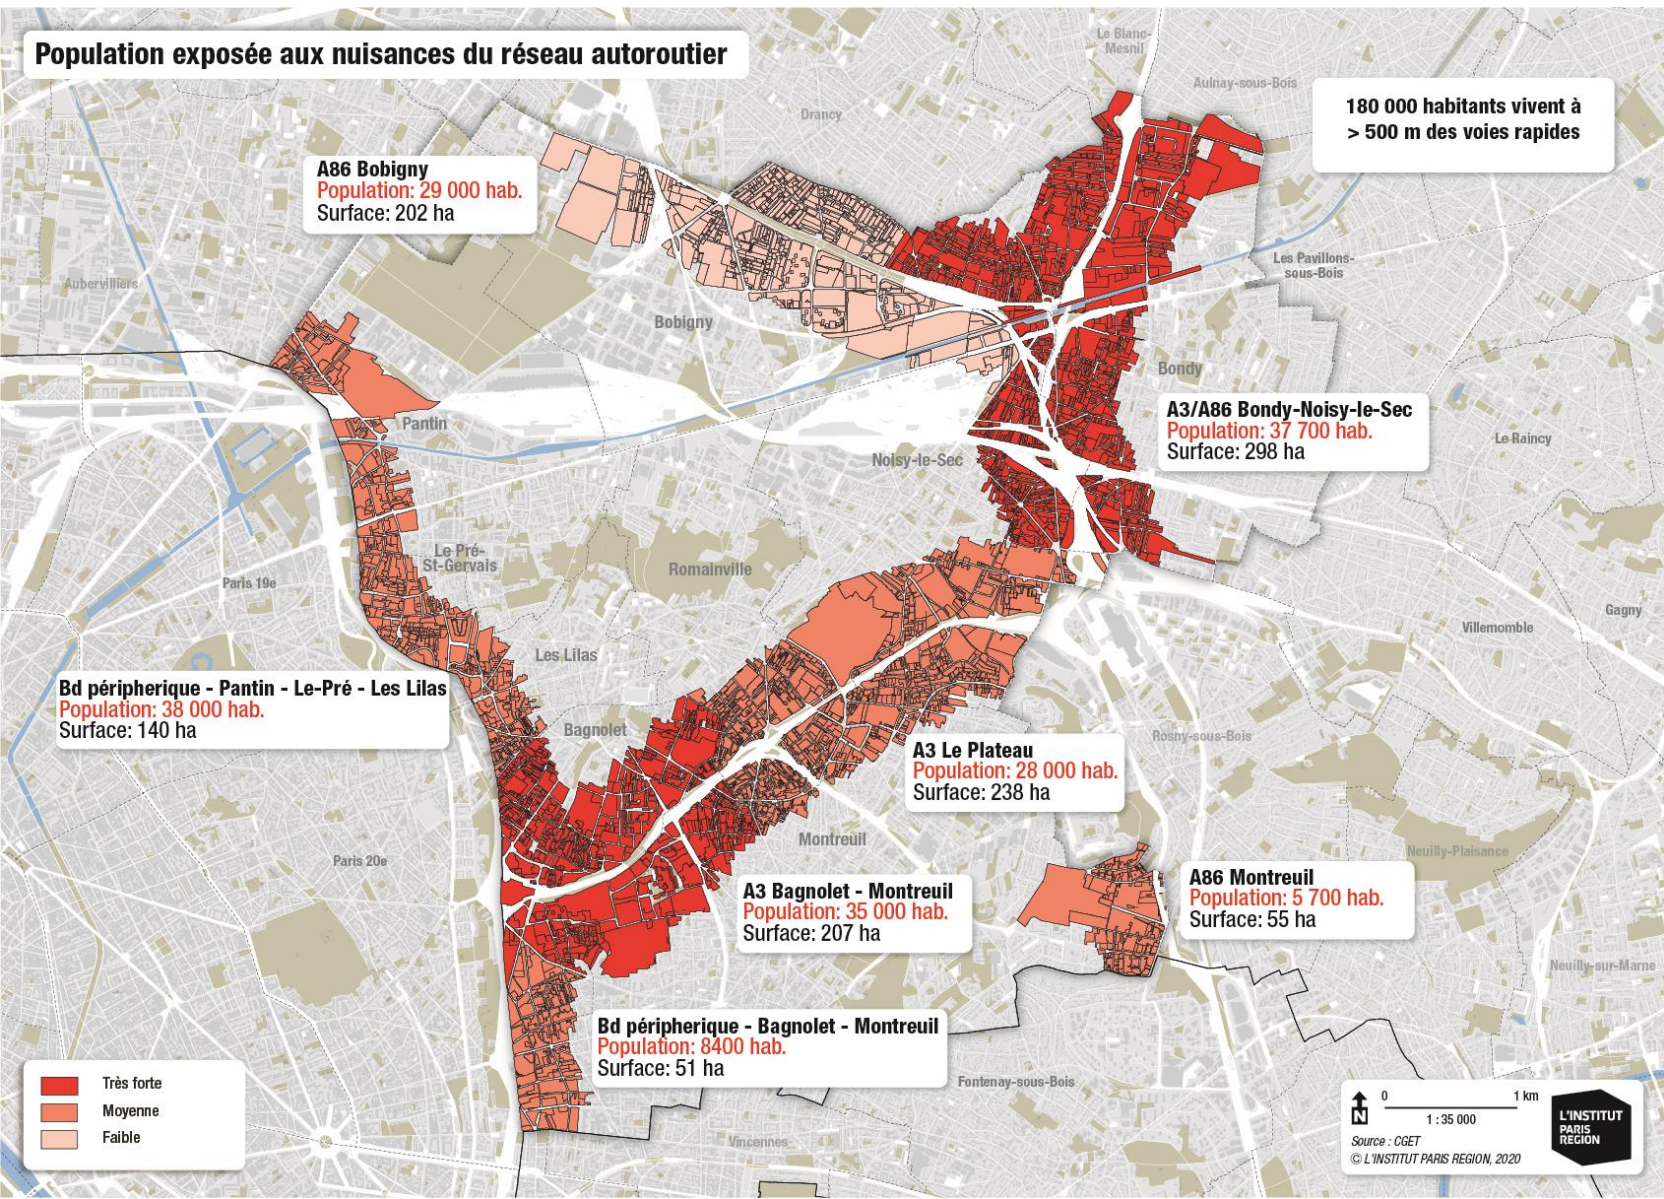 Population exposée aux nuisances du réseau autoroutier
Le Blanc-
Mesnil
Aulnay-sous-Bois
Drancy
180 000 habitants vivent à
> 500 m des voies rapides
A86 Bobigny
Population: 29 000 hab.
Surface: 202 ha
Aubervilliers
Bobigny
Les Pavillons-
sous-Bois
Bondy
Pantin
A3/A86 Bondy-Noisy-le-Sec
Population: 37 700 hab.
Surface: 298 ha
Le Raincy
Noisy-le-Sec
Le Pré-
St-Gervais
Paris 19e
Romainville
Gagny
Villemomble
Les Lilas
Bd péripherique - Pantin - Le-Pré - Les Lilas
Population: 38 000 hab.
Surface: 140 ha
Bagnolet
Rosny-sous-Bois
A3 Le Plateau
Population: 28 000 hab.
Surface: 238 ha
Montreuil
Paris 20e
Neuilly-Plaisance
A3 Bagnolet - Montreuil
Population: 35 000 hab.
Surface: 207 ha
A86 Montreuil
Population: 5 700 hab.
Surface: 55 ha
Neuilly-sur-Marne
Bd péripherique - Bagnolet - Montreuil
Population: 8400 hab.
Surface: 51 ha
Fontenay-sous-Bois
Vincennes
Très forte
Moyenne
Faible
N
0 1 km
1 : 35 000
Source : CGET
© L'INSTITUT PARIS REGION, 2020
L'INSTITUT
PARIS
REGION